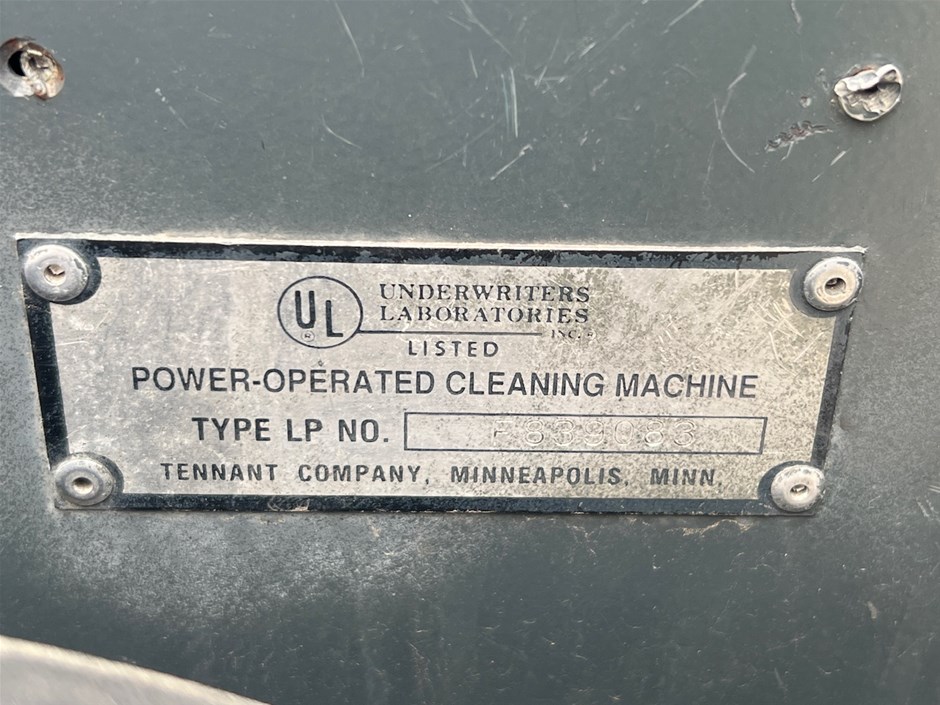 UL ®
UNDERWRITERS
LABORATORIES
INC.®
LISTED
POWER-OPERATED CLEANING MACHINE
TYPE LP NO.
TENNANT COMPANY, MINNEAPOLIS, MINN.